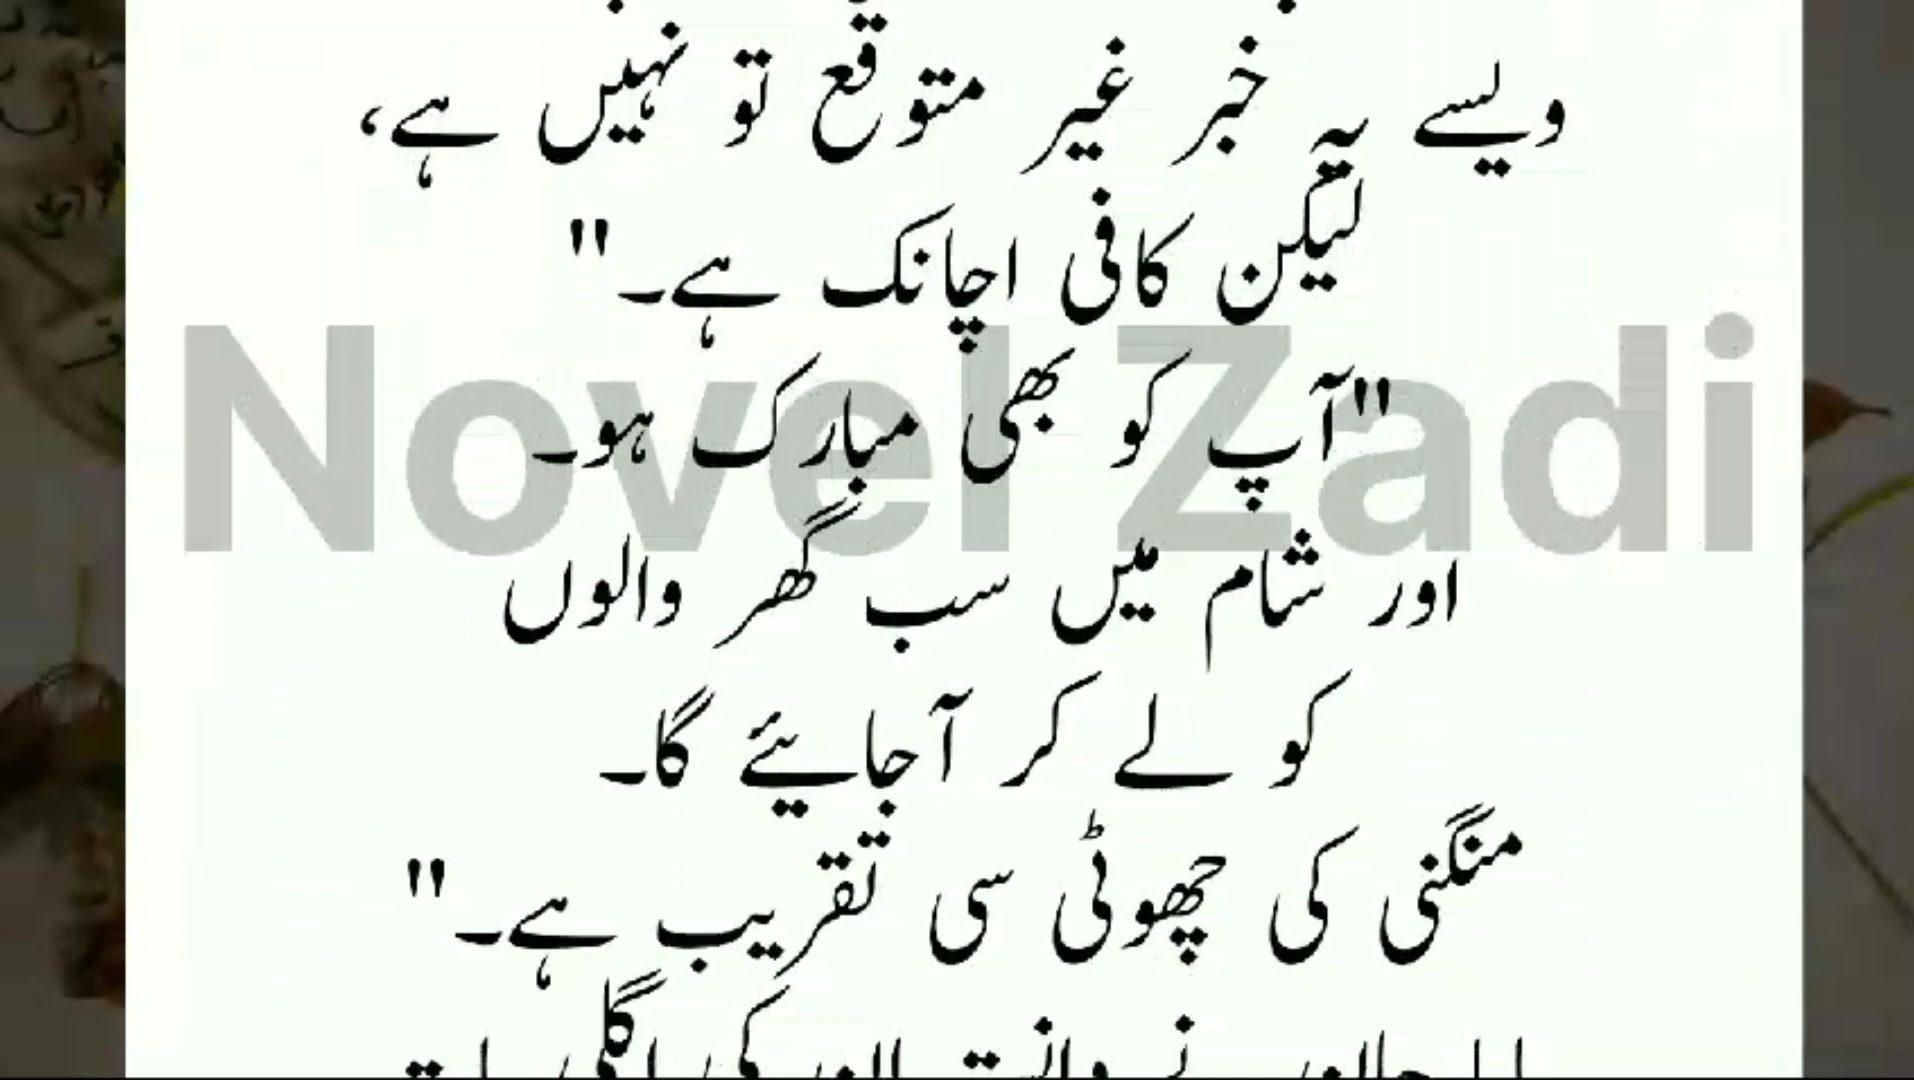 ویسے یہ خبر غیر متوقع تو نہیں ہے،
لیکن کافی اچانک ہے۔"
Novel Zadi
"آپ کو بھی مبارک ہو۔
اور شام میں سب گھر والوں
کو لے کر آجایئے گا۔
منگنی کی چھوٹی سی تقریب ہے۔"